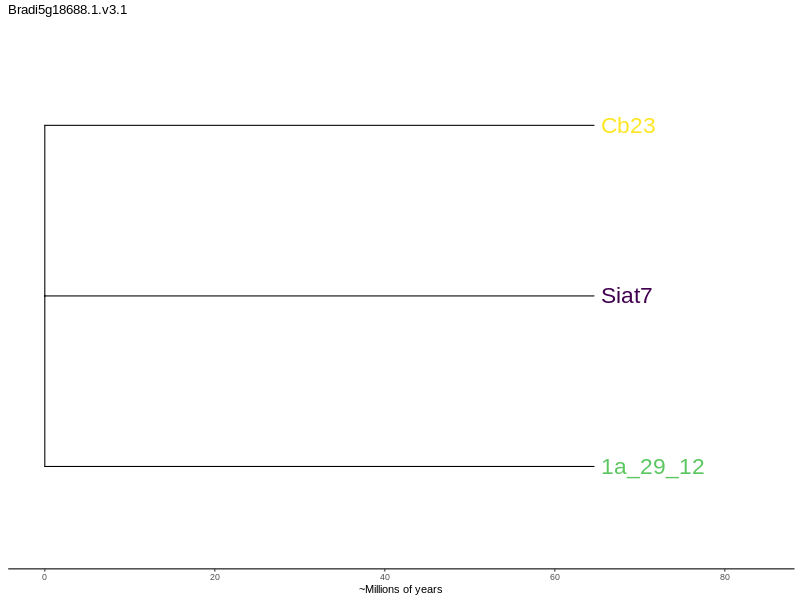 Bradi5g18688.1.v3.1
Cb23
Siat7
1a_29_12
0 20 40 60 80
~Millions of years